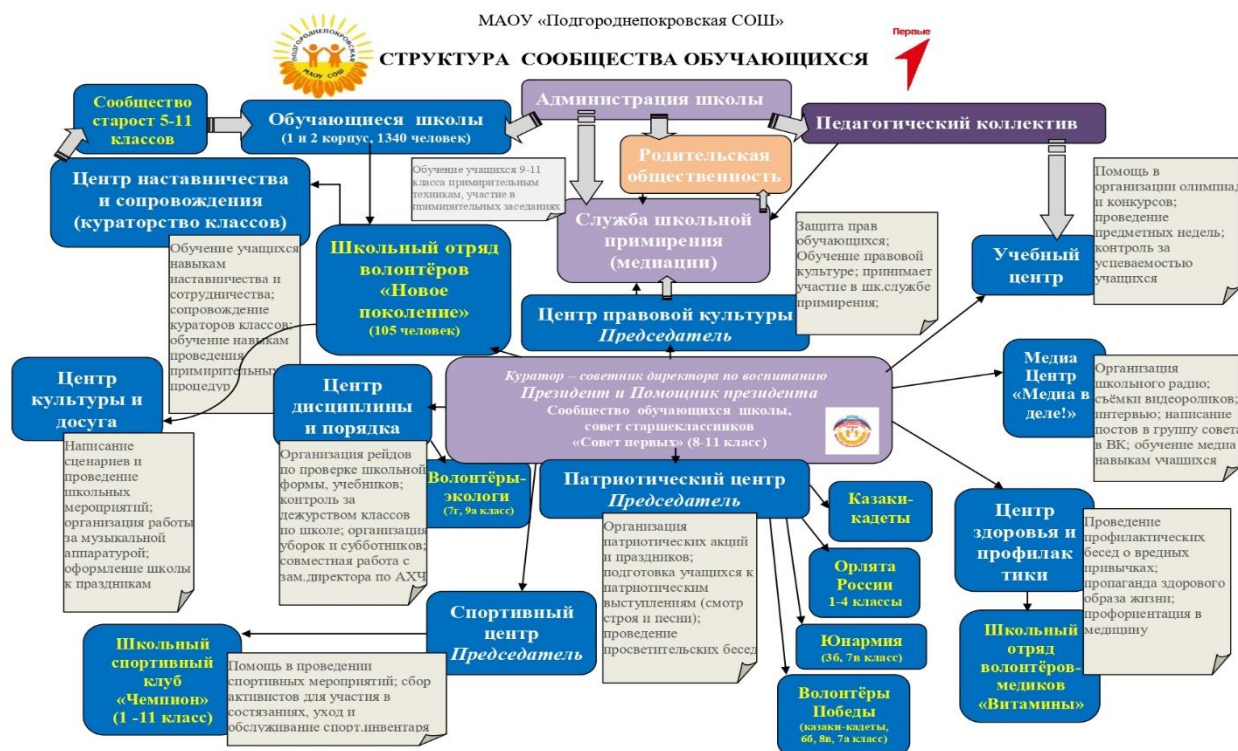 МАОУ «Подгороднепокровская СОШ»
ПОДГОРОДНЕПОКРОВСКАЯ
МАОУ СОШ
Первые
СТРУКТУРА СООБЩЕСТВА ОБУЧАЮЩИХСЯ
Сообщество
старост 5-11
классов
Обучающиеся школы
(1 и 2 корпус, 1340 человек)
Администрация школы
Педагогический коллектив
Родительская
общественность
Центр наставничества
и сопровождения
(кураторство классов)
Обучение учащихся 9-11
класса примирительным
техникам, участие в
примирительных заседаниях
Служба школьной
примирения
(медиации)
Помощь в
организации олимпиад
и конкурсов;
проведение
предметных недель;
контроль за
успеваемостью
учащихся
Защита прав
обучающихся;
Обучение правовой
культуре; принимает
участие в шк.службе
примирения;
Учебный
центр
Обучение учащихся
навыкам
наставничества и
сотрудничества;
сопровождение
кураторов классов;
обучение навыкам
проведения
примирительных
процедур
Школьный отряд
волонтёров
«Новое
поколение»
(105 человек)
Центр правовой культуры
Председатель
Центр
культуры и
досуга
Центр
дисциплины
и порядка
Куратор – советник директора по воспитанию
Президент и Помощник президента
Сообщество обучающихся школы,
совет старшеклассников
«Совет первых» (8-11 класс)
Медиа
Центр
«Медиа в
деле!»
Организация
школьного радио;
съёмки видеороликов;
интервью; написание
постов в группу совета
в ВК; обучение медиа
навыкам учащихся
Написание
сценариев и
проведение
школьных
мероприятий;
организация работы
за музыкальной
аппаратурой;
оформление школы
к праздникам
Организация рейдов
по проверке школьной
формы, учебников;
контроль за
дежурством классов
по школе; организация
уборок и субботников;
совместная работа с
зам.директора по АХЧ
Волонтёры-
экологи
(7г, 9а класс)
Патриотический центр
Председатель
Организация
патриотических акций
и праздников;
подготовка учащихся к
патриотическим
выступлениям (смотр
строя и песни);
проведение
просветительских бесед
Казаки-
кадеты
Орлята
России
1-4 классы
Юнармия
(3б, 7в класс)
Волонтёры
Победы
(казаки-кадеты,
6б, 8в, 7а класс)
Центр
здоровья и
профилак
тики
Проведение
профилактических
бесед о вредных
привычках;
пропаганда здорового
образа жизни;
профориентация в
медицину
Школьный
отряд
волонтёров-
медиков
«Витамины»
Спортивный
центр
Председатель
Школьный
спортивный
клуб
«Чемпион»
(1 -11 класс)
Помощь в проведении
спортивных мероприятий; сбор
активистов для участия в
состязаниях, уход и
обслуживание спорт.инвентаря